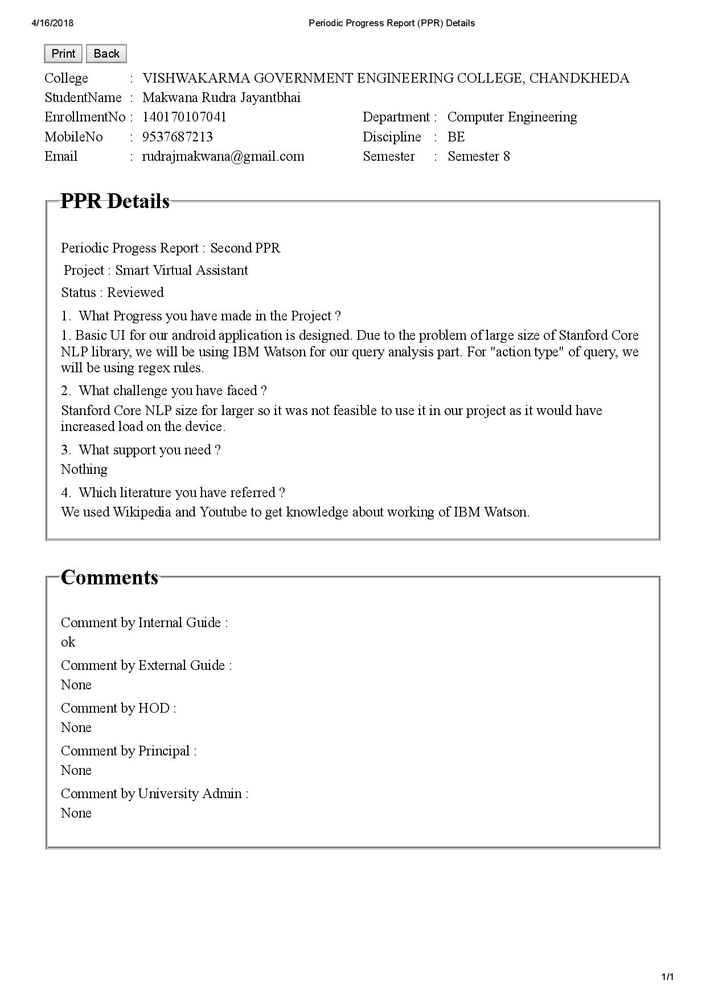 4/16/2018 Periodic Progress Report (PPR) Details
Print Back
College : VISHWAKARMA GOVERNMENT ENGINEERING COLLEGE, CHANDKHEDA
StudentName : Makwana Rudra Jayantbhai
EnrollmentNo : 140170107041 Department : Computer Engineering
MobileNo : 9537687213 Discipline : BE
Email : rudrajmakwana@gmail.com Semester : Semester 8
PPR Details
Periodic Progess Report : Second PPR
Project : Smart Virtual Assistant
Status : Reviewed
1. What Progress you have made in the Project ?
1. Basic UI for our android application is designed. Due to the problem of large size of Stanford Core
NLP library, we will be using IBM Watson for our query analysis part. For "action type" of query, we
will be using regex rules.
2. What challenge you have faced ?
Stanford Core NLP size for larger so it was not feasible to use it in our project as it would have
increased load on the device.
3. What support you need ?
Nothing
4. Which literature you have referred ?
We used Wikipedia and Youtube to get knowledge about working of IBM Watson.
Comments
Comment by Internal Guide :
ok
Comment by External Guide :
None
Comment by HOD :
None
Comment by Principal :
None
Comment by University Admin :
None
1/1